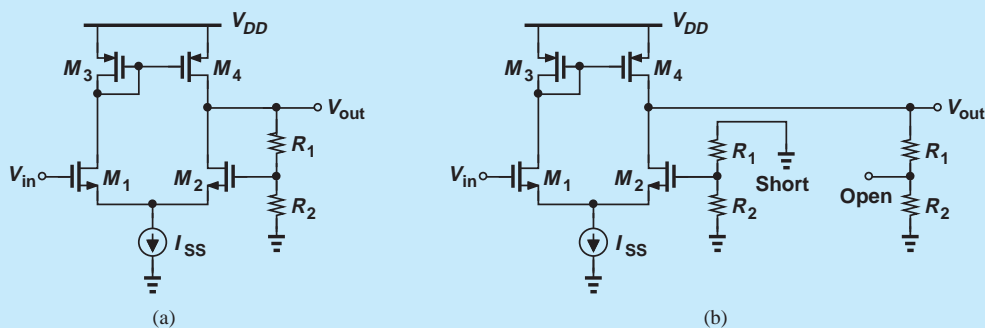 V_DD
M_3
M_4
V_out
R_1
V_in
M_1
M_2
R_2
I_SS
(a)
V_DD
M_3
M_4
V_out
R_1
R_1
Short
V_in
M_1
M_2
Open
R_2
R_2
I_SS
(b)